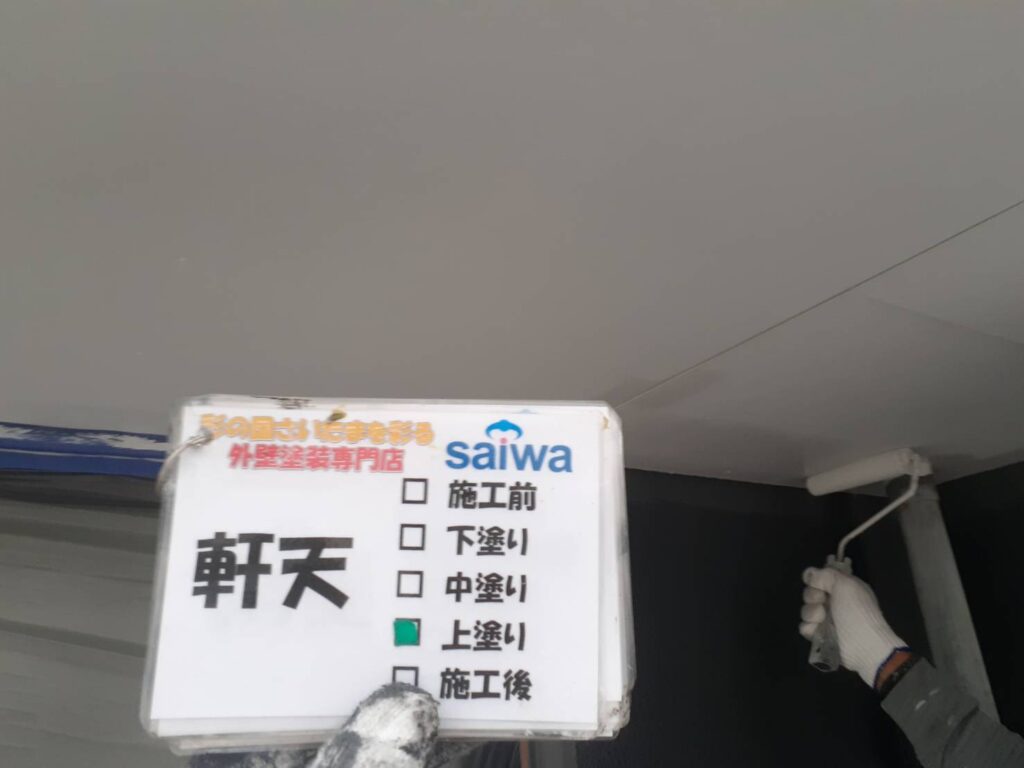 彩の国さいたまを彩る
外壁塗装専門店
saiwa
軒天
施工前
下塗り
中塗り
上塗り
施工後